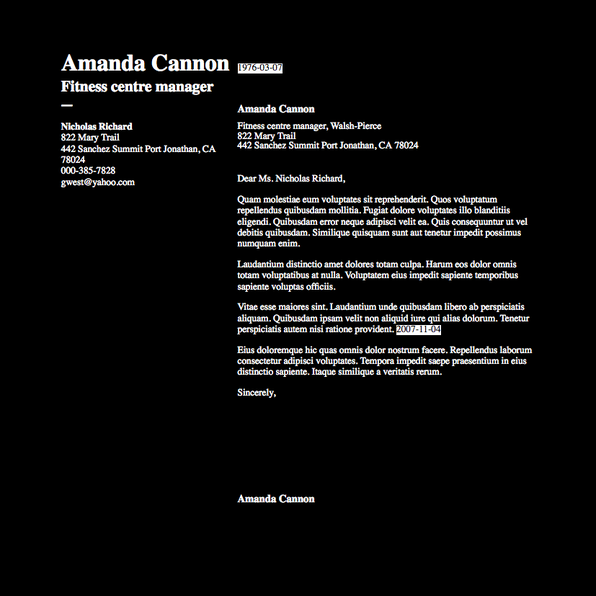 Amanda Cannon
Fitness centre manager
—
Nicholas Richard
822 Mary Trail
442 Sanchez Summit Port Jonathan, CA
78024
000-385-7828
gwest@yahoo.com
1976-03-07
Amanda Cannon
Fitness centre manager, Walsh-Pierce
822 Mary Trail
442 Sanchez Summit Port Jonathan, CA 78024
Dear Ms. Nicholas Richard,
Quam molestiae eum voluptates sit reprehenderit. Quos voluptatum
repellendus quibusdam mollitia. Fugiat dolore voluptates illo blanditiis
eligendi. Quibusdam error neque adipisci velit ea. Quis consequuntur ut vel
debitis quibusdam. Similique quisquam sunt aut tenetur impedit possimus
numquam enim.
Laudantium distinctio amet dolores totam culpa. Harum eos dolor omnis
totam voluptatibus at nulla. Voluptatem eius impedit sapiente temporibus
sapiente voluptas officiis.
Vitae esse maiores sint. Laudantium unde quibusdam libero ab perspiciatis
aliquam. Quibusdam ipsam velit non aliquid iure qui alias dolorum. Tenetur
perspiciatis autem nisi ratione provident. 2007-11-04
Eius doloremque hic quas omnis dolor nostrum facere. Repellendus laborum
consectetur adipisci voluptates. Tempora impedit saepe praesentium in eius
distinctio sapiente. Itaque similique a veritatis rerum.
Sincerely,
Amanda Cannon